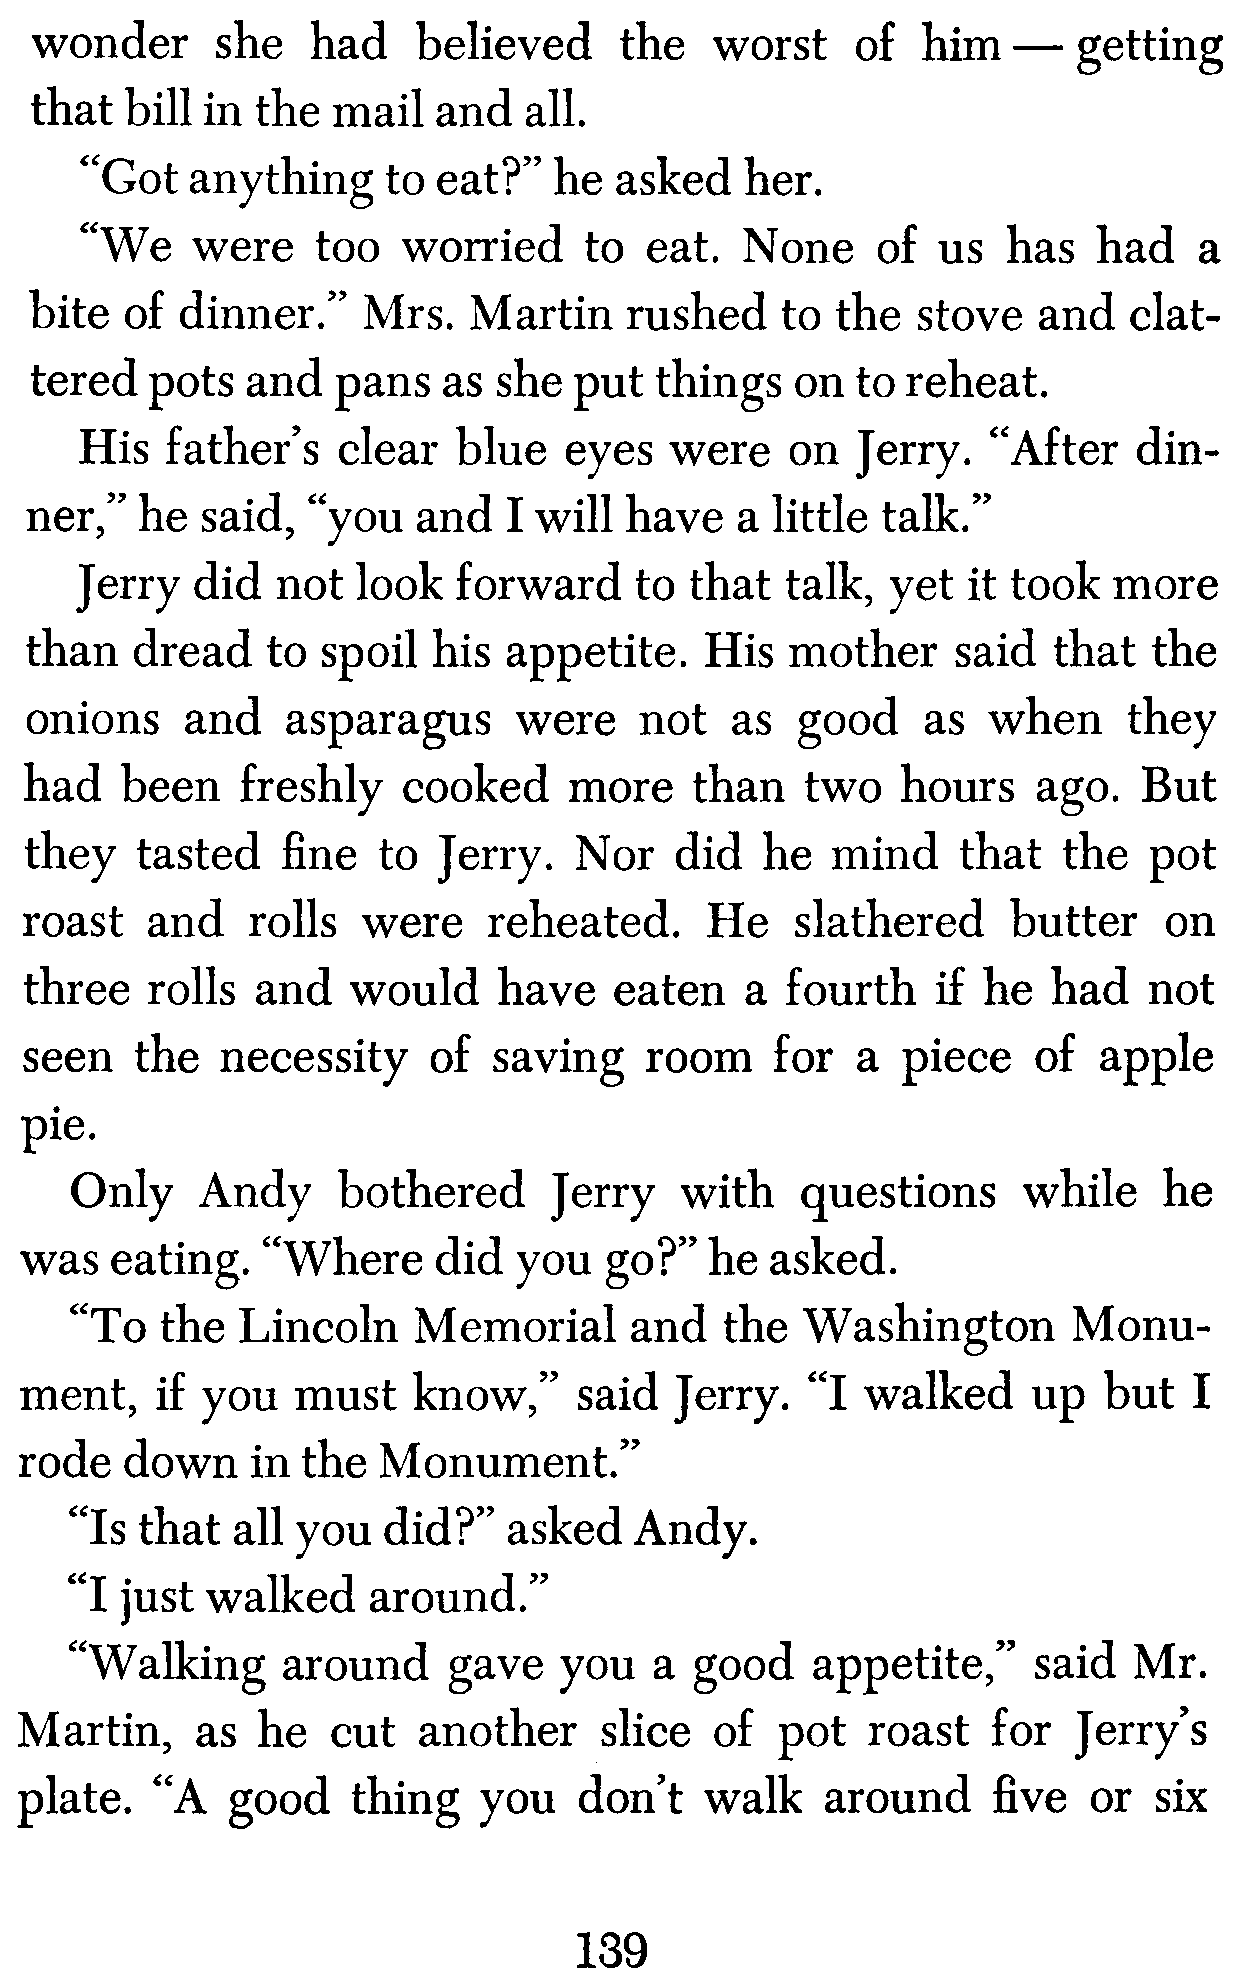 wonder she had believed the worst of him — getting
that bill in the mail and all.
“Got anything to eat?” he asked her.
“We were too worried to eat. None of us has had a
bite of dinner.” Mrs. Martin rushed to the stove and clat-
tered pots and pans as she put things on to reheat.
His father’s clear blue eyes were on Jerry. “After din-
ner,” he said, “you and I will have a little talk.”
Jerry did not look forward to that talk, yet it took more
than dread to spoil his appetite. His mother said that the
onions and asparagus were not as good as when they
had been freshly cooked more than two hours ago. But
they tasted fine to Jerry. Nor did he mind that the pot
roast and rolls were reheated. He slathered butter on
three rolls and would have eaten a fourth if he had not
seen the necessity of saving room for a piece of apple
pie.
Only Andy bothered Jerry with questions while he
was eating. “Where did you go?” he asked.
“To the Lincoln Memorial and the Washington Monu-
ment, if you must know,” said Jerry. “I walked up but I
rode down in the Monument.”
“Is that all you did?” asked Andy.
“I just walked around.”
“Walking around gave you a good appetite,” said Mr.
Martin, as he cut another slice of pot roast for Jerry’s
plate. “A good thing you don’t walk around five or six
139